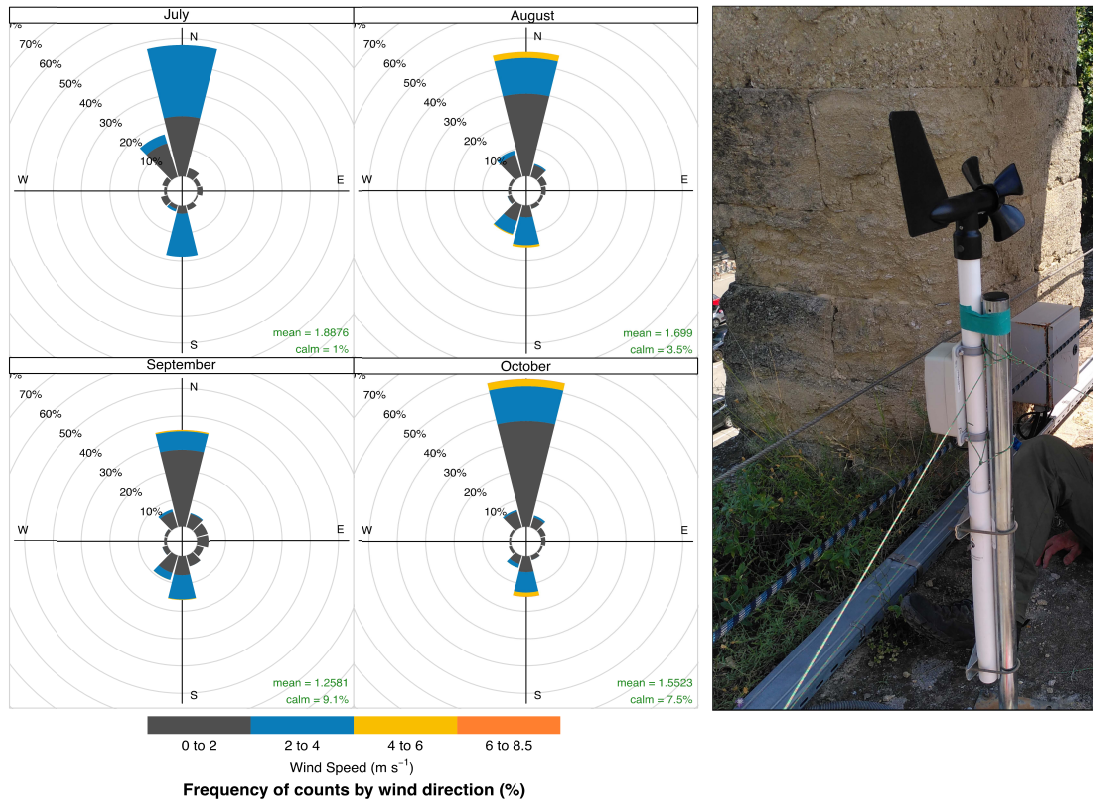 July
August
7%
70%
60%
50%
40%
30%
20%
10%
N
W
E
S
mean = 1.8876
calm = 1%
7%
70%
60%
50%
40%
30%
20%
10%
N
W
E
S
mean = 1.699
calm = 3.5%
September
October
7%
70%
60%
50%
40%
30%
20%
10%
N
W
E
S
mean = 1.2581
calm = 9.1%
7%
70%
60%
50%
40%
30%
20%
10%
N
W
E
S
mean = 1.5523
calm = 7.5%
0 to 2
2 to 4
4 to 6
6 to 8.5
Wind Speed (m s⁻¹)
Frequency of counts by wind direction (%)